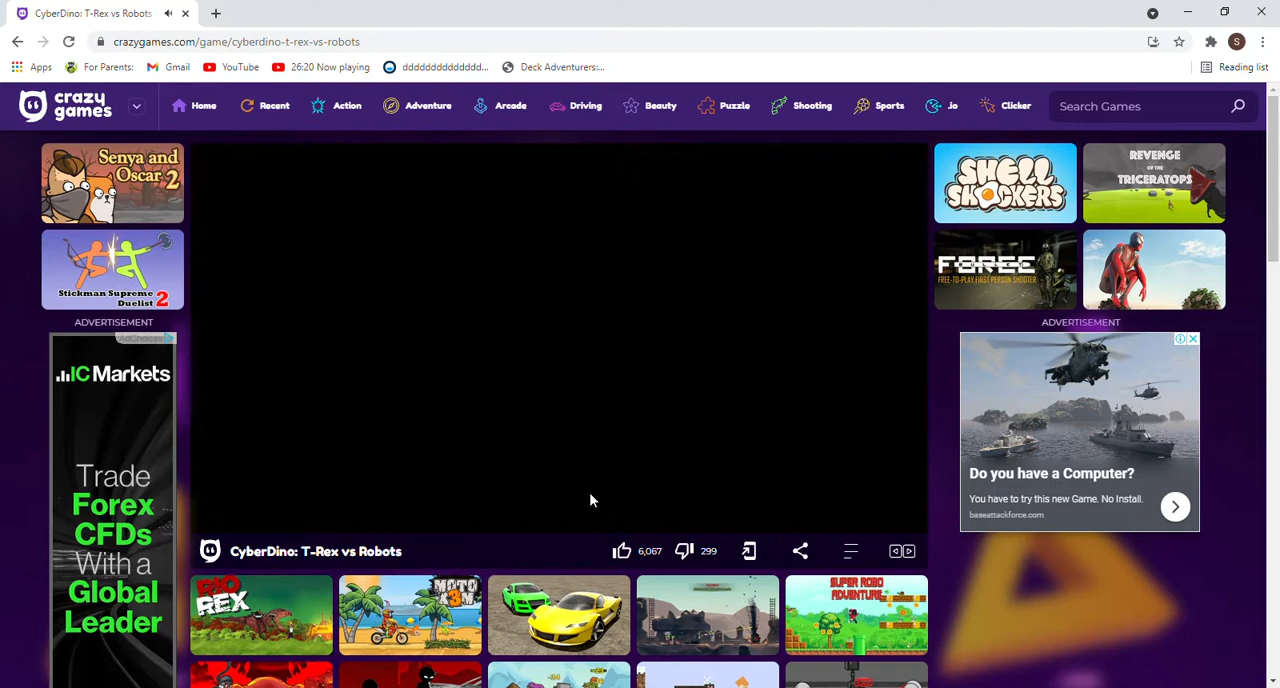 CyberDino: T-Rex vs Robots
crazygames.com/game/cyberdino-t-rex-vs-robots
S
Apps
For Parents:
Gmail
YouTube
26:20 Now playing
dddddddddddddd...
Deck Adventurers:...
Reading list
crazy
games
Home
Recent
Action
Adventure
Arcade
Driving
Beauty
Puzzle
Shooting
Sports
.io
Clicker
Search Games
Senya and
Oscar 2
Stickman Supreme
Duelist 2
ADVERTISEMENT
AdChoices
IC Markets
Trade
Forex
CFDs
With a
Global
Leader
SHELL
SHOCKERS
REVENGE
OF THE
TRICERATOPS
FORCE
FREE-TO-PLAY FIRST PERSON SHOOTER
ADVERTISEMENT
Do you have a Computer?
You have to try this new Game. No Install.
baseattackforce.com
CyberDino: T-Rex vs Robots
6,067
299
RIO
REX
MOTO
X3M
SUPER ROBO
ADVENTURE